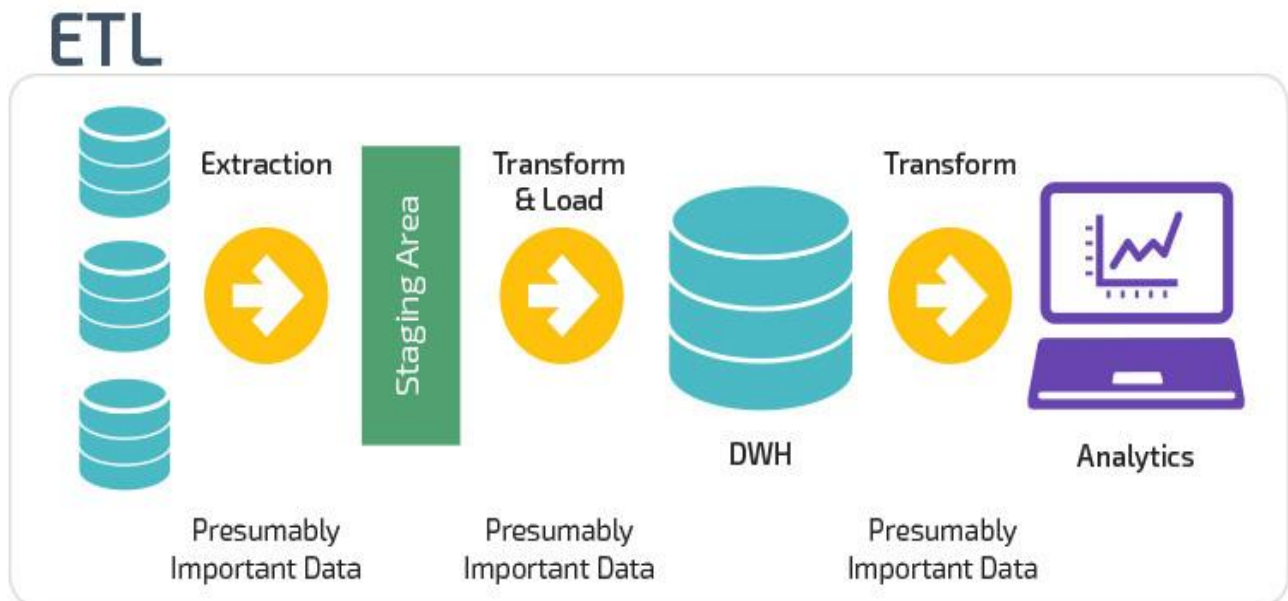 ETL
Extraction
Staging Area
Transform
& Load
Transform
DWH
Analytics
Presumably
Important Data
Presumably
Important Data
Presumably
Important Data